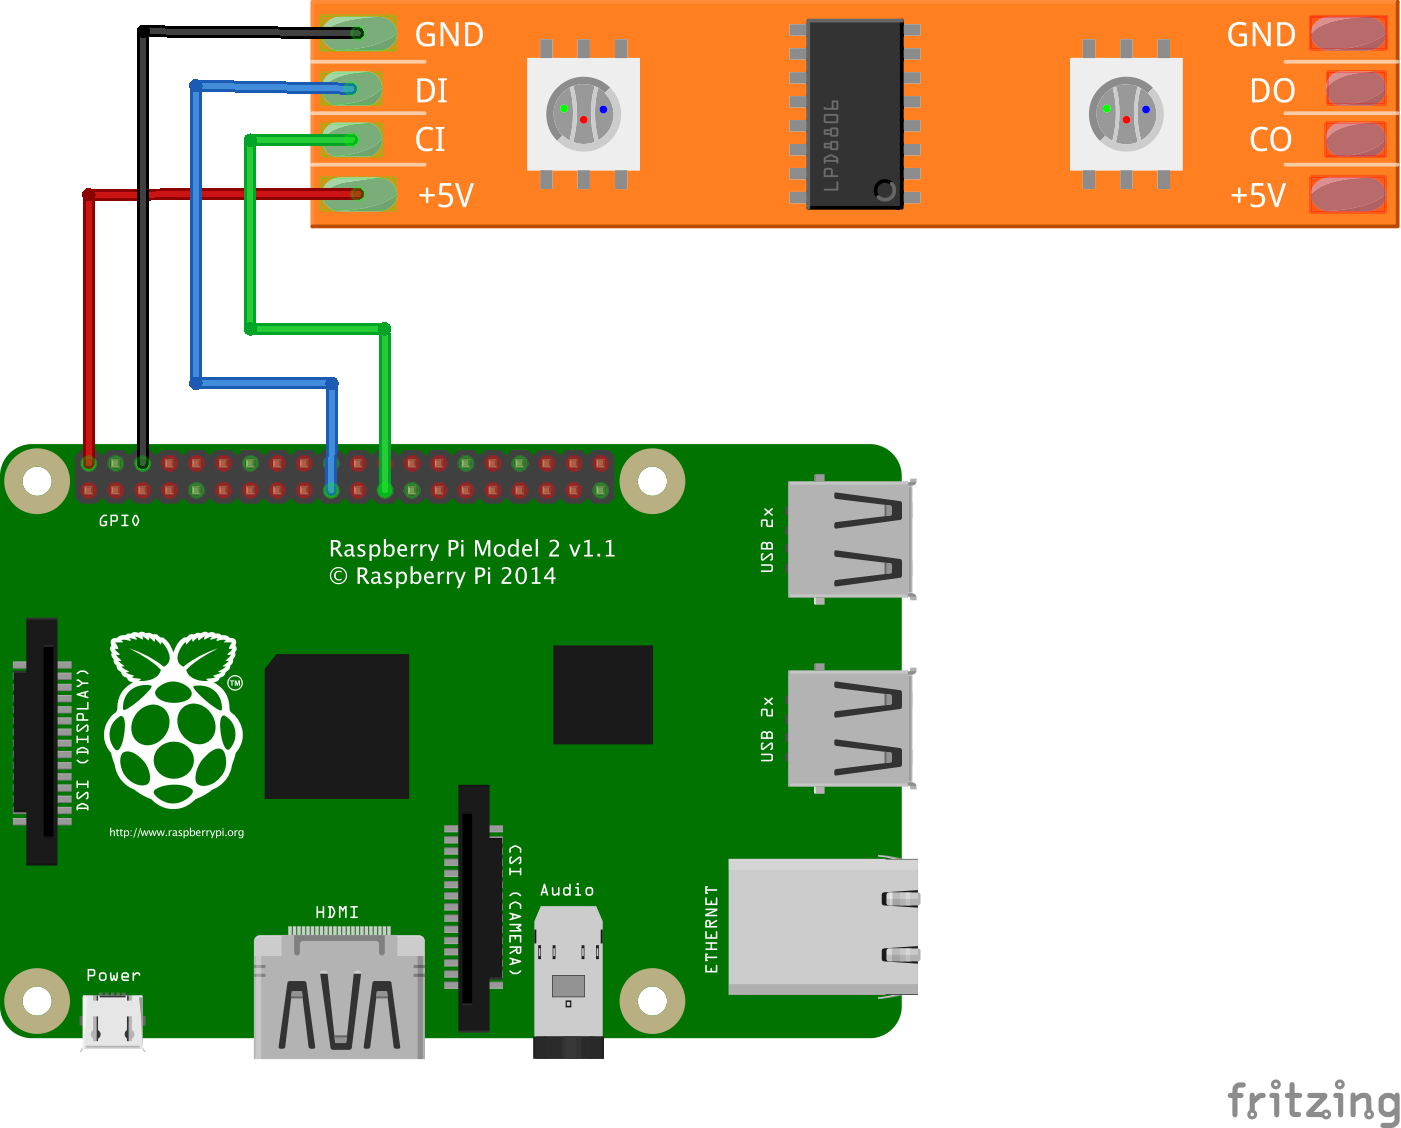 GND
DI
CI
+5V
LPD8806
GND
DO
CO
+5V
GPIO
Raspberry Pi Model 2 v1.1
© Raspberry Pi 2014
USB 2x
USB 2x
DSI (DISPLAY)
TM
http://www.raspberrypi.org
CSI (CAMERA)
Audio
ETHERNET
HDMI
Power
fritzing